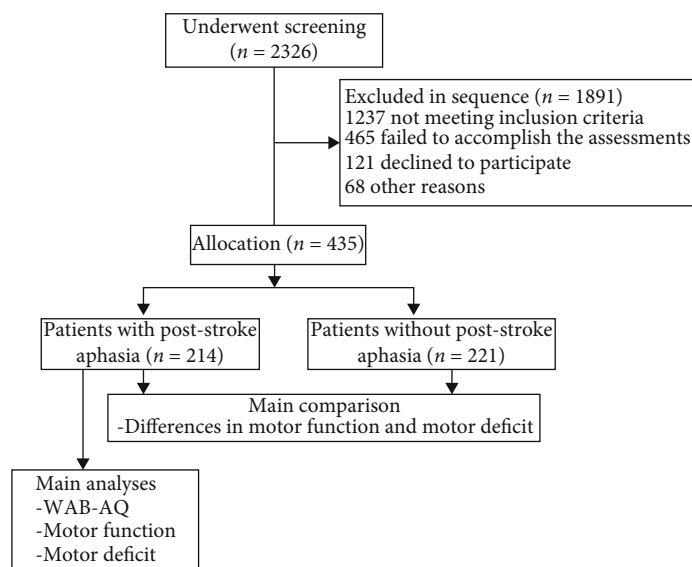 Underwent screening
(n = 2326)
Excluded in sequence (n = 1891)
1237 not meeting inclusion criteria
465 failed to accomplish the assessments
121 declined to participate
68 other reasons
Allocation (n = 435)
Patients with post-stroke
aphasia (n = 214)
Patients without post-stroke
aphasia (n = 221)
Main comparison
-Differences in motor function and motor deficit
Main analyses
-WAB-AQ
-Motor function
-Motor deficit